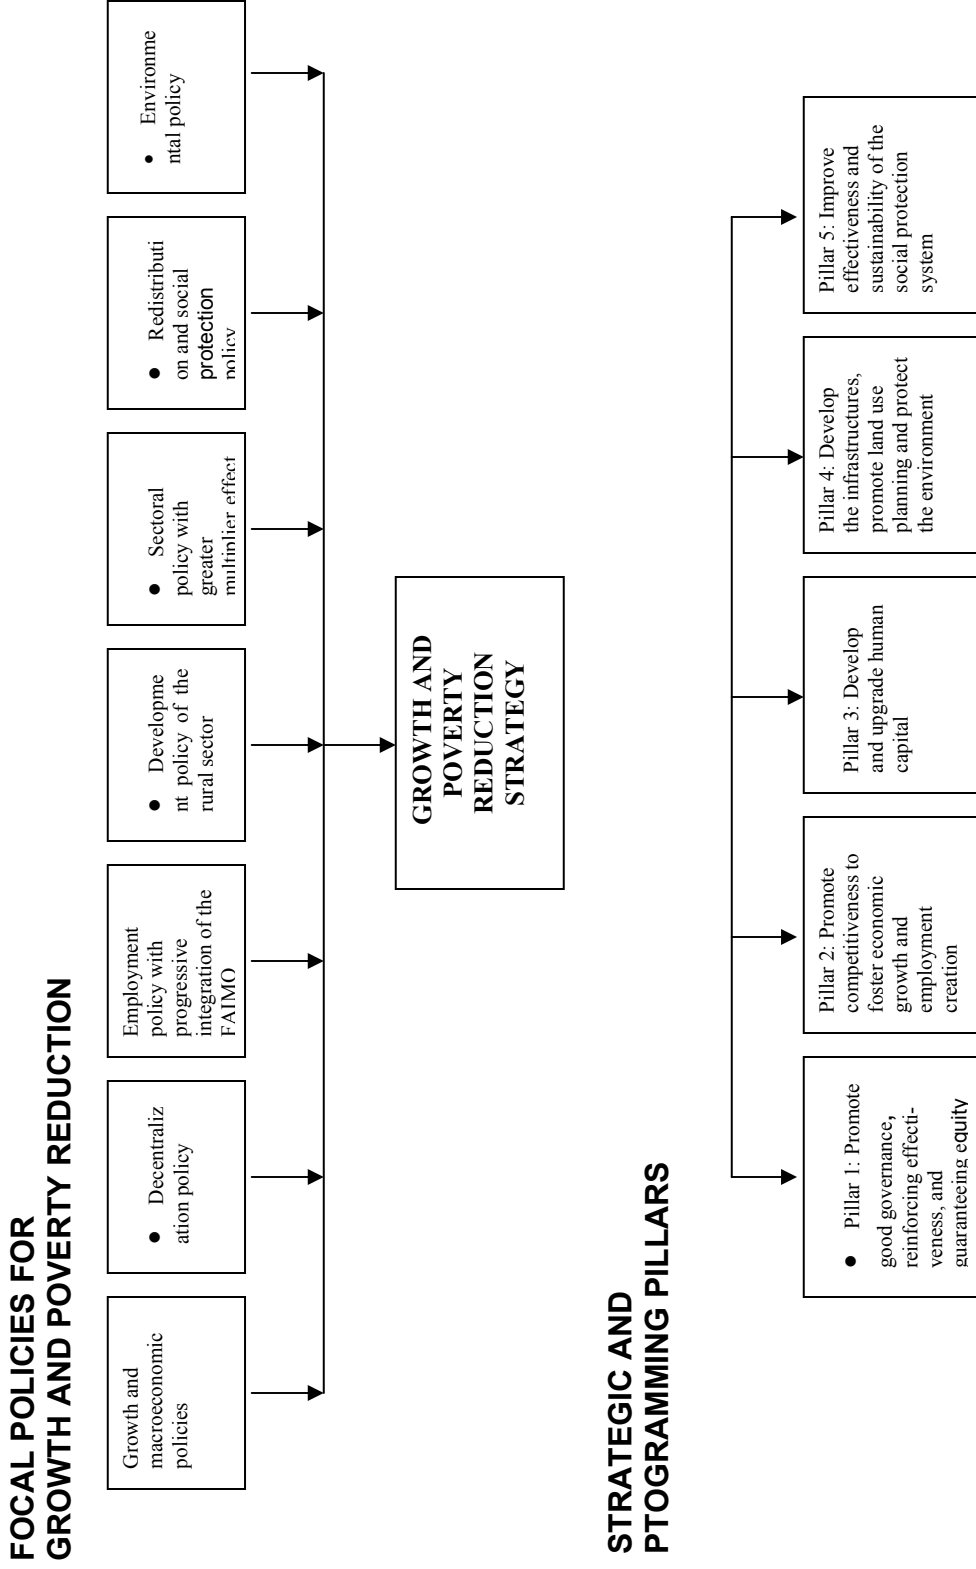 FOCAL POLICIES FOR
GROWTH AND POVERTY REDUCTION
Growth and
macroeconomic
policies
● Decentraliz
ation policy
Employment
policy with
progressive
integration of the
FAIMO
● Developme
nt policy of the
rural sector
● Sectoral
policy with
greater
multiplier effect
● Redistributi
on and social
protection
policy
● Environme
ntal policy
GROWTH AND
POVERTY
REDUCTION
STRATEGY
STRATEGIC AND
PTOGRAMMING PILLARS
● Pillar 1: Promote
good governance,
reinforcing effecti-
veness, and
guaranteeing equity
Pillar 2: Promote
competitiveness to
foster economic
growth and
employment
creation
Pillar 3: Develop
and upgrade human
capital
Pillar 4: Develop
the infrastructures,
promote land use
planning and protect
the environment
Pillar 5: Improve
effectiveness and
sustainability of the
social protection
system